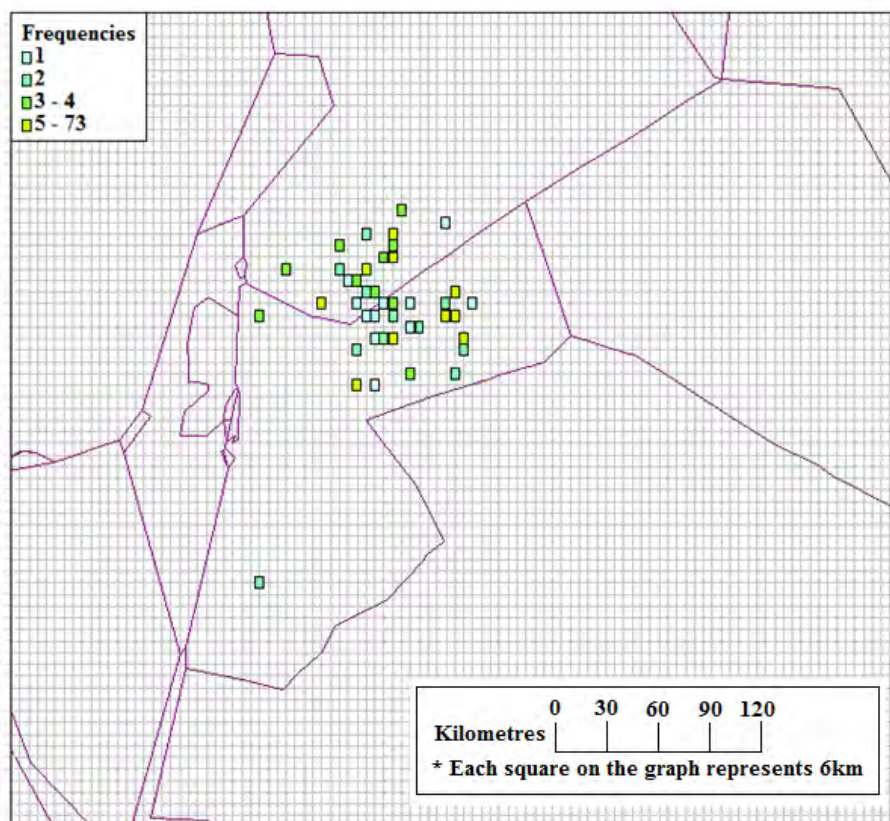 Frequencies
1
2
3 - 4
5 - 73
0 30 60 90 120
Kilometres
* Each square on the graph represents 6km